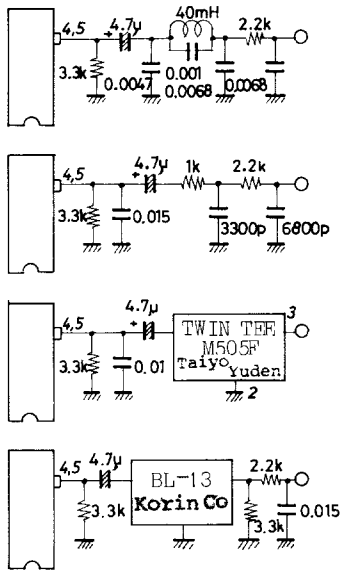 40mH
4,5 4.7μ 2.2k
+
3.3k 0.0047 0.001 0.0068
0.0068
4.7μ 2.2k
4,5 + 1k
3.3k 0.015 3300p 6800p
4.7μ
4,5 + 3
TWIN TEE
M505F
3.3k 0.01 Taiyo
Yuden
2
4.7μ 2.2k
4,5
BL-13
3.3k Korin Co 3.3k 0.015